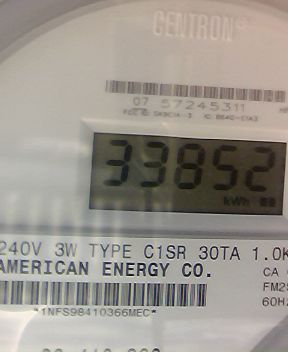 CENTRON®
07 57245311
33852
kWh
240V 3W TYPE C1SR 30TA 1.0K
AMERICAN ENERGY CO.
CA
FM2S
60HZ
*1NFS98410366MEC*